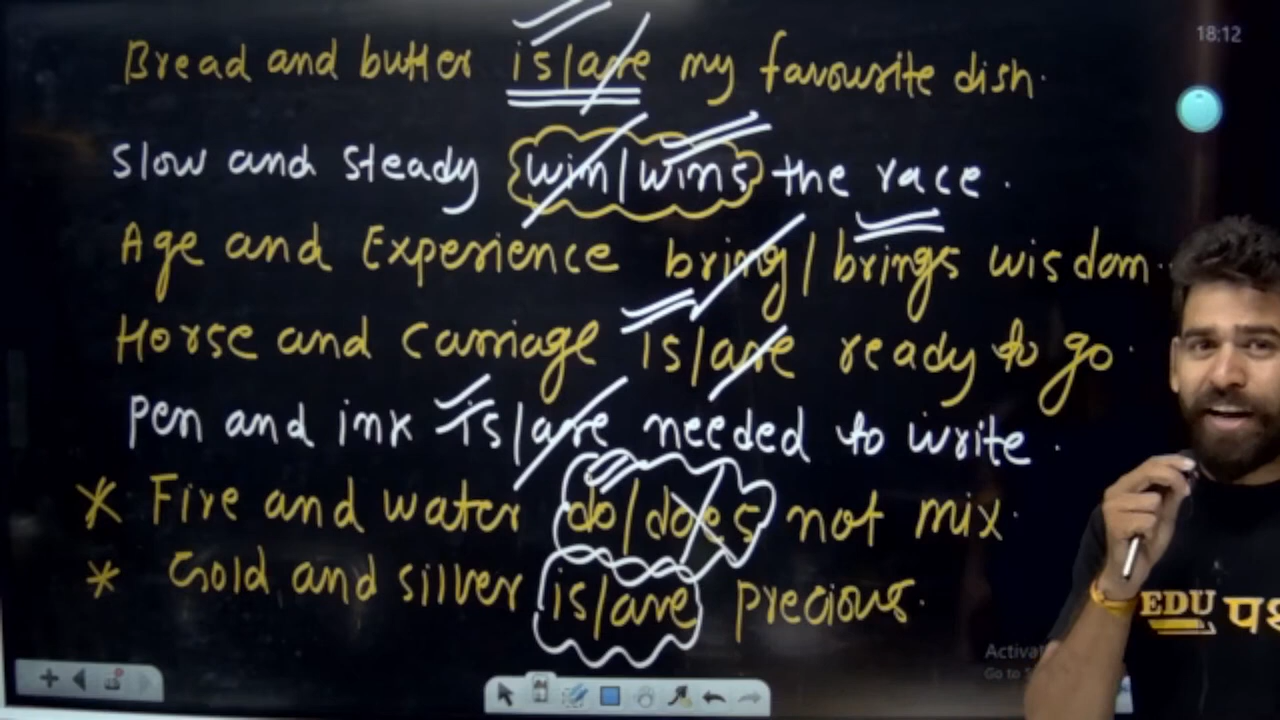 18:12
Bread and butter is/are my favourite dish.
Slow and steady win/wins the race.
Age and Experience bring/brings wisdom.
Horse and carriage is/are ready to go.
Pen and ink is/are needed to write.
* Fire and water do/does not mix.
* Gold and silver is/are precious.
EDU
Go to